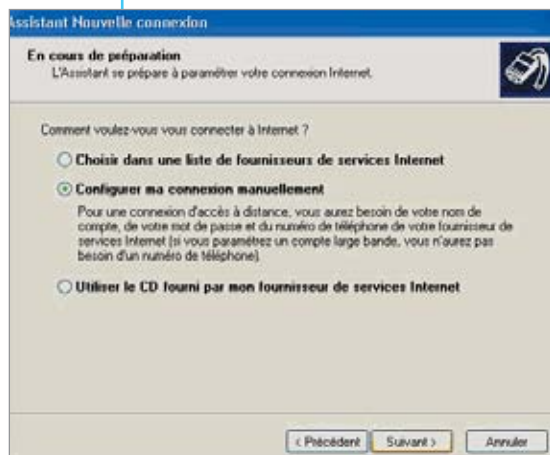 Assistant Nouvelle connexion
En cours de préparation
L'Assistant se prépare à paramétrer votre connexion Internet.
Comment voulez-vous vous connecter à Internet ?
Choisir dans une liste de fournisseurs de services Internet
Configurer ma connexion manuellement
Pour une connexion d'accès à distance, vous aurez besoin de votre nom de
compte, de votre mot de passe et du numéro de téléphone de votre fournisseur de
services Internet (si vous paramétrez un compte large bande, vous n'aurez pas
besoin d'un numéro de téléphone).
Utiliser le CD fourni par mon fournisseur de services Internet
< Précédent
Suivant >
Annuler